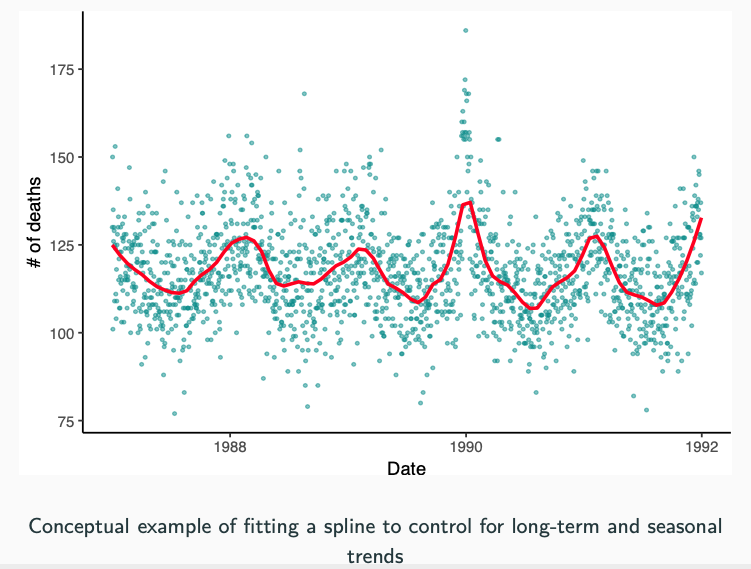 175
150
125
100
75
# of deaths
1988
1990
1992
Date
Conceptual example of fitting a spline to control for long-term and seasonal
trends